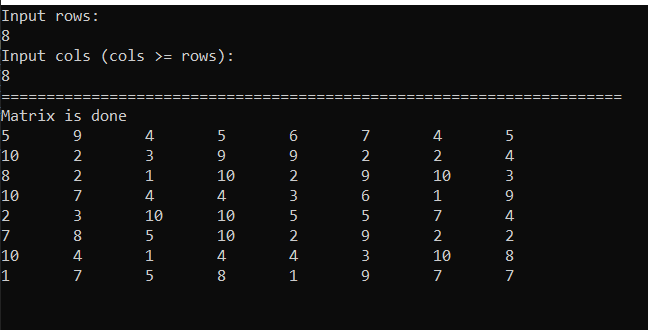 Input rows:
8
Input cols (cols >= rows):
8
=====================================================================
Matrix is done
5 9 4 5 6 7 4 5
10 2 3 9 9 2 2 4
8 2 1 10 2 9 10 3
10 7 4 4 3 6 1 9
2 3 10 10 5 5 7 4
7 8 5 10 2 9 2 2
10 4 1 4 4 3 10 8
1 7 5 8 1 9 7 7